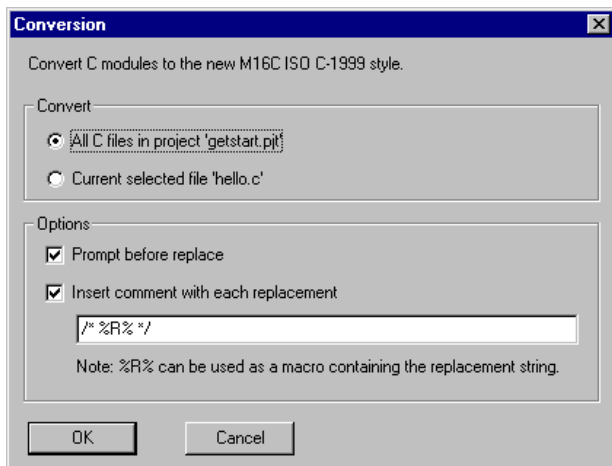 Conversion
Convert C modules to the new M16C ISO C-1999 style.
Convert
All C files in project 'getstart.pjt'
Current selected file 'hello.c'
Options
Prompt before replace
Insert comment with each replacement
/* %R% */
Note: %R% can be used as a macro containing the replacement string.
OK
Cancel